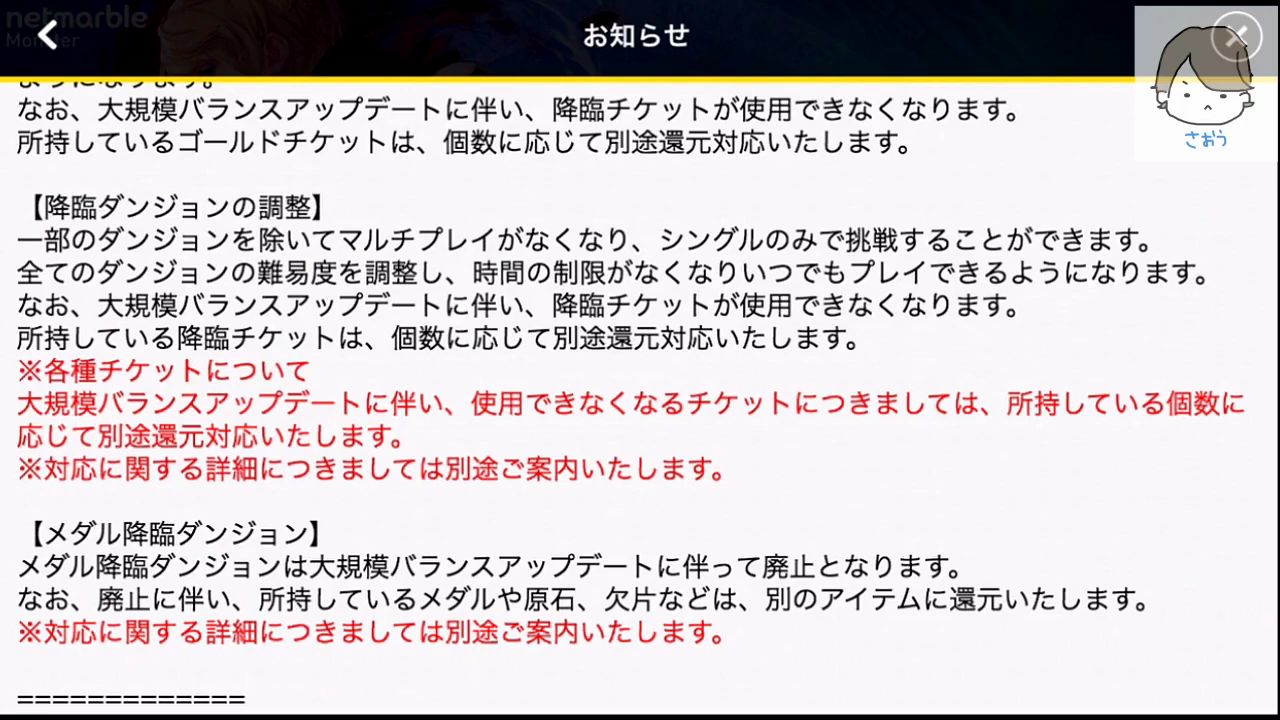 netmarble
Monster
お知らせ
さおう
ようになります。
なお、大規模バランスアップデートに伴い、降臨チケットが使用できなくなります。
所持しているゴールドチケットは、個数に応じて別途還元対応いたします。
【降臨ダンジョンの調整】
一部のダンジョンを除いてマルチプレイがなくなり、シングルのみで挑戦することができます。
全てのダンジョンの難易度を調整し、時間の制限がなくなりいつでもプレイできるようになります。
なお、大規模バランスアップデートに伴い、降臨チケットが使用できなくなります。
所持している降臨チケットは、個数に応じて別途還元対応いたします。
※各種チケットについて
大規模バランスアップデートに伴い、使用できなくなるチケットにつきましては、所持している個数に
応じて別途還元対応いたします。
※対応に関する詳細につきましては別途ご案内いたします。
【メダル降臨ダンジョン】
メダル降臨ダンジョンは大規模バランスアップデートに伴って廃止となります。
なお、廃止に伴い、所持しているメダルや原石、欠片などは、別のアイテムに還元いたします。
※対応に関する詳細につきましては別途ご案内いたします。
=============